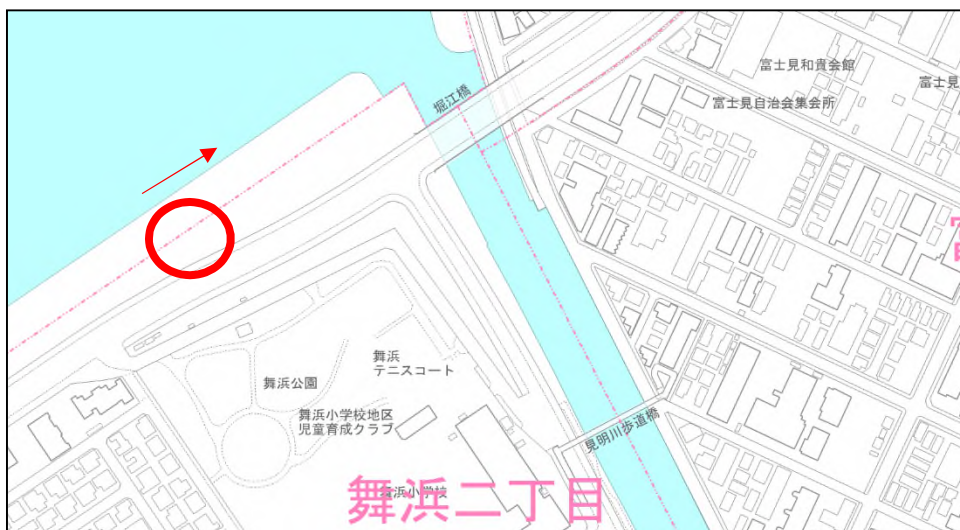 堀江橋
富士見和貴会館
富士見自治会集会所
富士見
舞浜
テニスコート
舞浜公園
舞浜小学校地区
児童育成クラブ
見明川歩道橋
舞浜小学校
舞浜二丁目